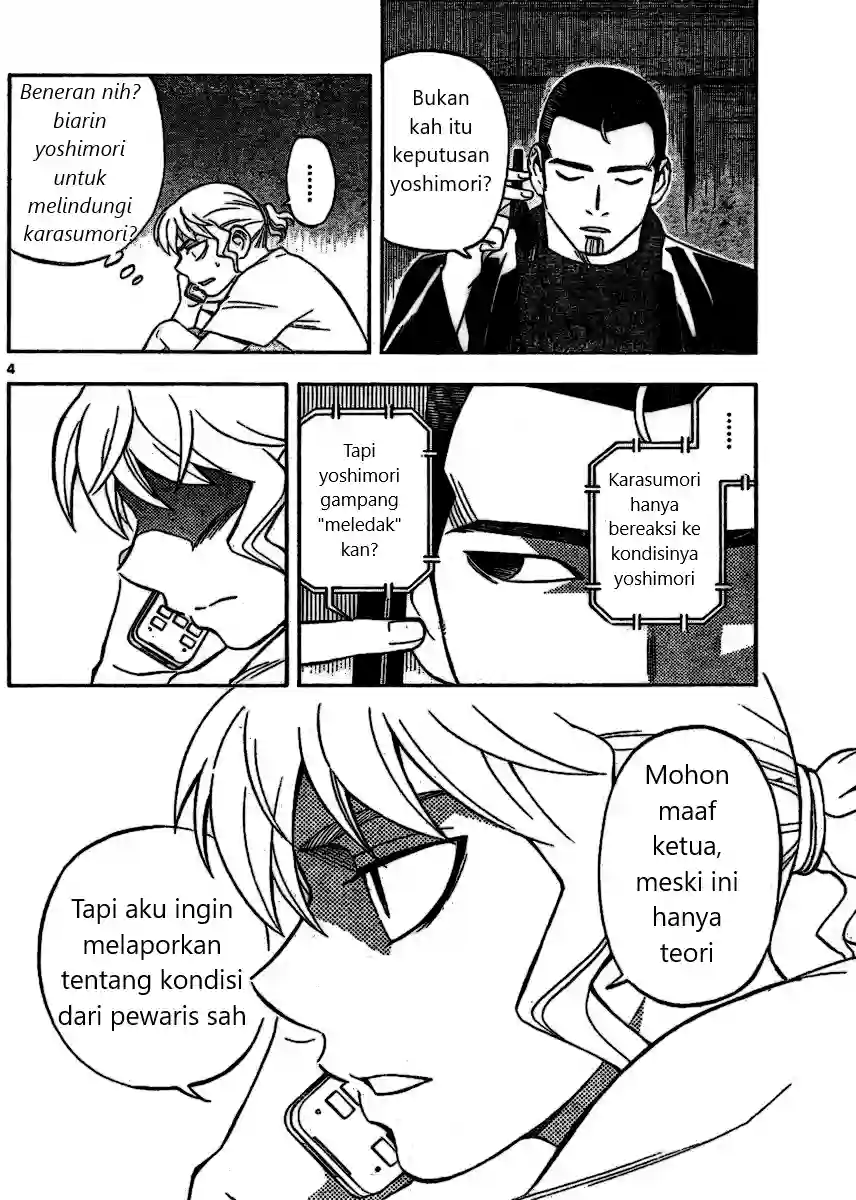 Bukan
kah itu
keputusan
yoshimori?
Beneran nih?
biarin
yoshimori
untuk
melindungi
karasumori?
......
4
......
Karasumori
hanya
bereaksi ke
kondisinya
yoshimori
Tapi
yoshimori
gampang
"meledak"
kan?
Mohon
maaf
ketua,
meski ini
hanya
teori
Tapi aku ingin
melaporkan
tentang kondisi
dari pewaris sah